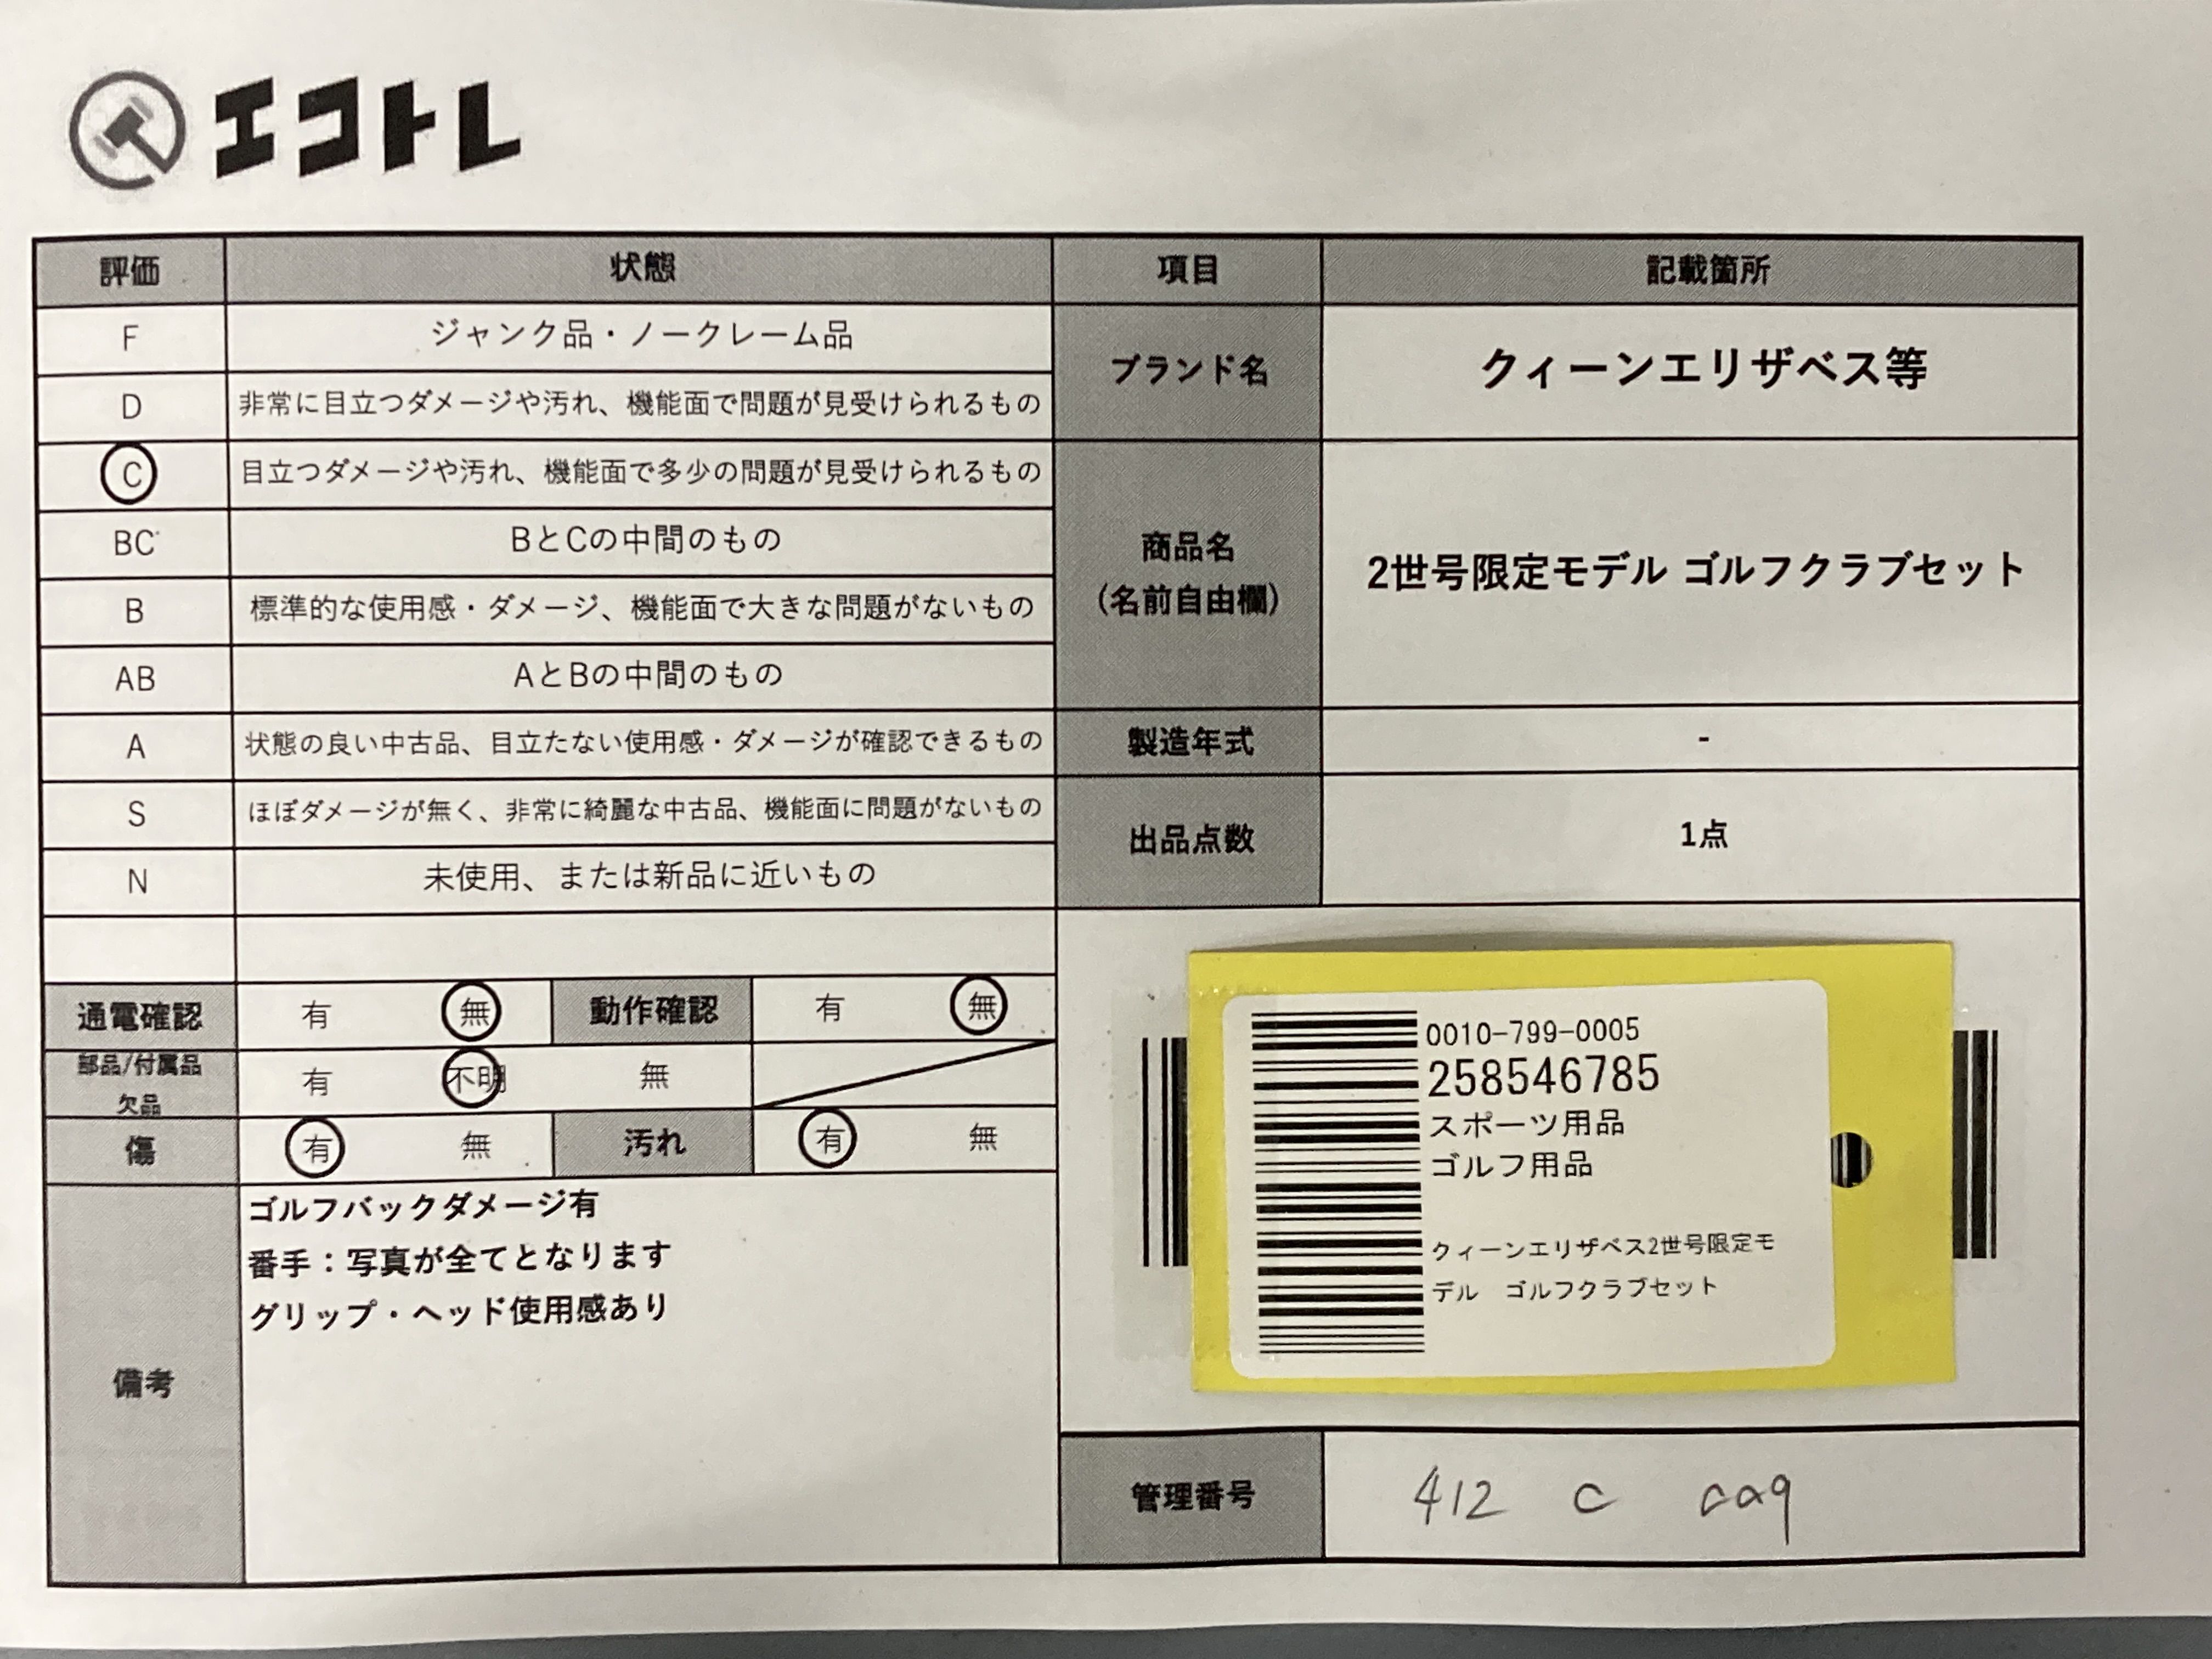 エコトレ
評価 状態 項目 記載箇所
F ジャンク品・ノークレーム品
D 非常に目立つダメージや汚れ、機能面で問題が見受けられるもの
ブランド名 クィーンエリザベス等
C 目立つダメージや汚れ、機能面で多少の問題が見受けられるもの
BC BとCの中間のもの
B 標準的な使用感・ダメージ、機能面で大きな問題がないもの
AB AとBの中間のもの
商品名
(名前自由欄)
2世号限定モデル ゴルフクラブセット
A 状態の良い中古品、目立たない使用感・ダメージが確認できるもの
製造年式 -
S ほぼダメージが無く、非常に綺麗な中古品、機能面に問題がないもの
N 未使用、または新品に近いもの
出品点数 1点
通電確認 有 無 動作確認 有 無
部品/付属品
欠品
有 不明 無
傷 有 無 汚れ 有 無
備考
ゴルフバックダメージ有
番手：写真が全てとなります
グリップ・ヘッド使用感あり
0010-799-0005
258546785
スポーツ用品
ゴルフ用品
クィーンエリザベス2世号限定モ
デル ゴルフクラブセット
管理番号 412 C